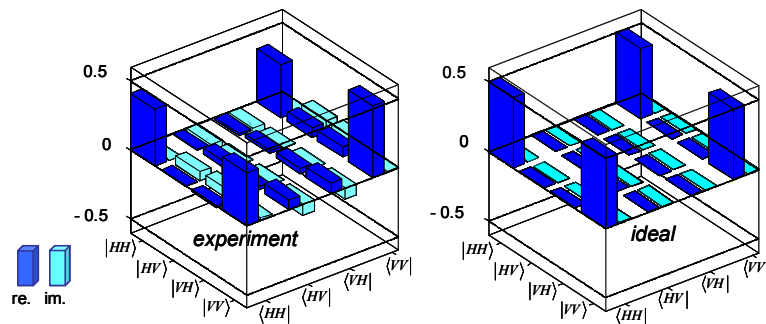 0.5
0
- 0.5
experiment
|HH⟩
|HV⟩
|VH⟩
|VV⟩
⟨HH|
⟨HV|
⟨VH|
⟨VV|
re. im.
0.5
0
- 0.5
ideal
|HH⟩
|HV⟩
|VH⟩
|VV⟩
⟨HH|
⟨HV|
⟨VH|
⟨VV